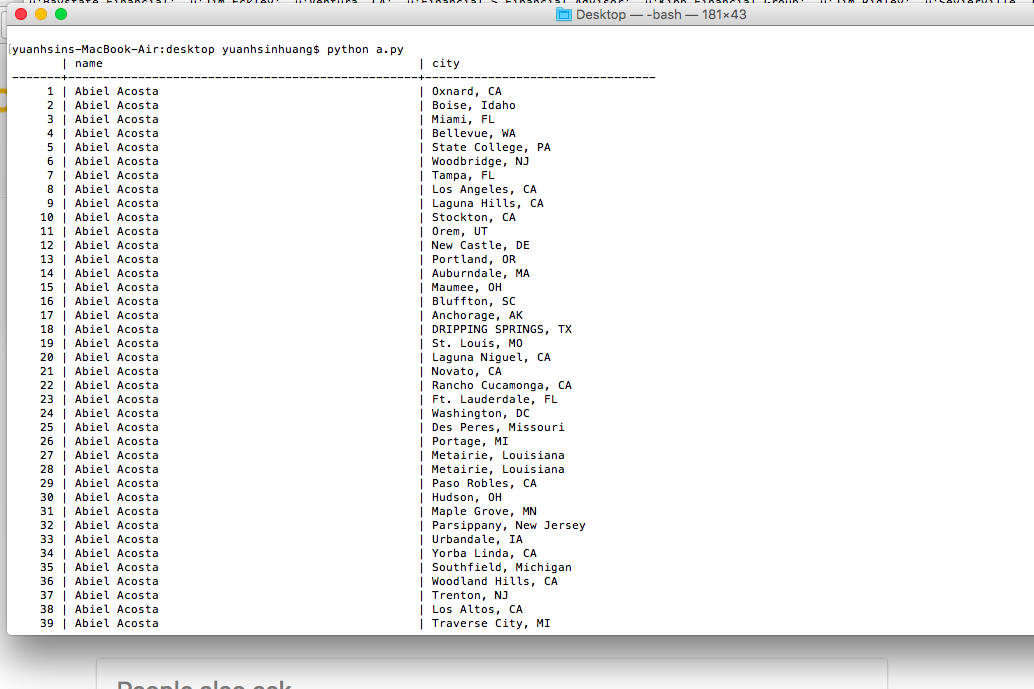 Desktop — -bash — 181×43
yuanhsins-MacBook-Air:desktop yuanhsinhuang$ python a.py
| name | city
-------+---------------------------------------------------+---------------------------------
1 | Abiel Acosta | Oxnard, CA
2 | Abiel Acosta | Boise, Idaho
3 | Abiel Acosta | Miami, FL
4 | Abiel Acosta | Bellevue, WA
5 | Abiel Acosta | State College, PA
6 | Abiel Acosta | Woodbridge, NJ
7 | Abiel Acosta | Tampa, FL
8 | Abiel Acosta | Los Angeles, CA
9 | Abiel Acosta | Laguna Hills, CA
10 | Abiel Acosta | Stockton, CA
11 | Abiel Acosta | Orem, UT
12 | Abiel Acosta | New Castle, DE
13 | Abiel Acosta | Portland, OR
14 | Abiel Acosta | Auburndale, MA
15 | Abiel Acosta | Maumee, OH
16 | Abiel Acosta | Bluffton, SC
17 | Abiel Acosta | Anchorage, AK
18 | Abiel Acosta | DRIPPING SPRINGS, TX
19 | Abiel Acosta | St. Louis, MO
20 | Abiel Acosta | Laguna Niguel, CA
21 | Abiel Acosta | Novato, CA
22 | Abiel Acosta | Rancho Cucamonga, CA
23 | Abiel Acosta | Ft. Lauderdale, FL
24 | Abiel Acosta | Washington, DC
25 | Abiel Acosta | Des Peres, Missouri
26 | Abiel Acosta | Portage, MI
27 | Abiel Acosta | Metairie, Louisiana
28 | Abiel Acosta | Metairie, Louisiana
29 | Abiel Acosta | Paso Robles, CA
30 | Abiel Acosta | Hudson, OH
31 | Abiel Acosta | Maple Grove, MN
32 | Abiel Acosta | Parsippany, New Jersey
33 | Abiel Acosta | Urbandale, IA
34 | Abiel Acosta | Yorba Linda, CA
35 | Abiel Acosta | Southfield, Michigan
36 | Abiel Acosta | Woodland Hills, CA
37 | Abiel Acosta | Trenton, NJ
38 | Abiel Acosta | Los Altos, CA
39 | Abiel Acosta | Traverse City, MI
People also ask